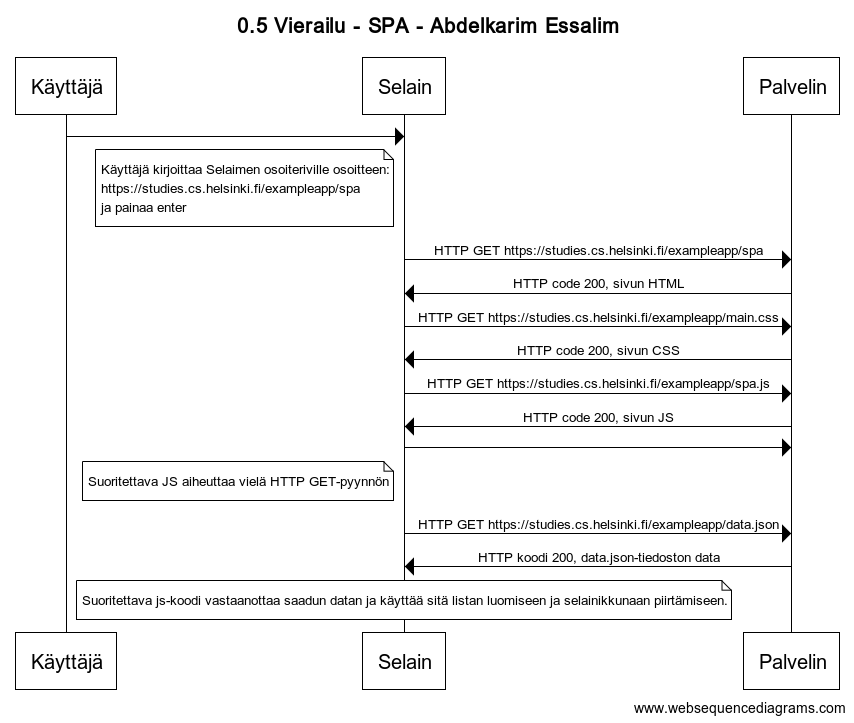 0.5 Vierailu - SPA - Abdelkarim Essalim
Käyttäjä
Selain
Palvelin
Käyttäjä kirjoittaa Selaimen osoiteriville osoitteen:
https://studies.cs.helsinki.fi/exampleapp/spa
ja painaa enter
HTTP GET https://studies.cs.helsinki.fi/exampleapp/spa
HTTP code 200, sivun HTML
HTTP GET https://studies.cs.helsinki.fi/exampleapp/main.css
HTTP code 200, sivun CSS
HTTP GET https://studies.cs.helsinki.fi/exampleapp/spa.js
HTTP code 200, sivun JS
Suoritettava JS aiheuttaa vielä HTTP GET-pyynnön
HTTP GET https://studies.cs.helsinki.fi/exampleapp/data.json
HTTP koodi 200, data.json-tiedoston data
Suoritettava js-koodi vastaanottaa saadun datan ja käyttää sitä listan luomiseen ja selainikkunaan piirtämiseen.
Käyttäjä
Selain
Palvelin
www.websequencediagrams.com